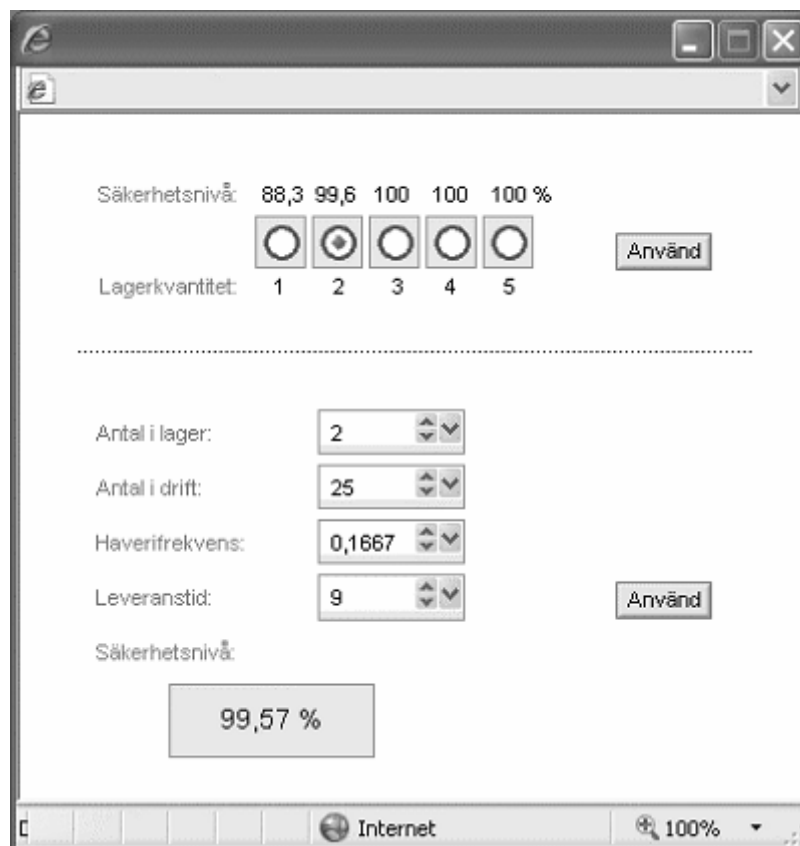 Säkerhetsnivå: 88,3 99,6 100 100 100 %
Använd
Lagerkvantitet: 1 2 3 4 5
Antal i lager: 2
Antal i drift: 25
Haverifrekvens: 0,1667
Leveranstid: 9 Använd
Säkerhetsnivå:
99,57 %
Internet 100%